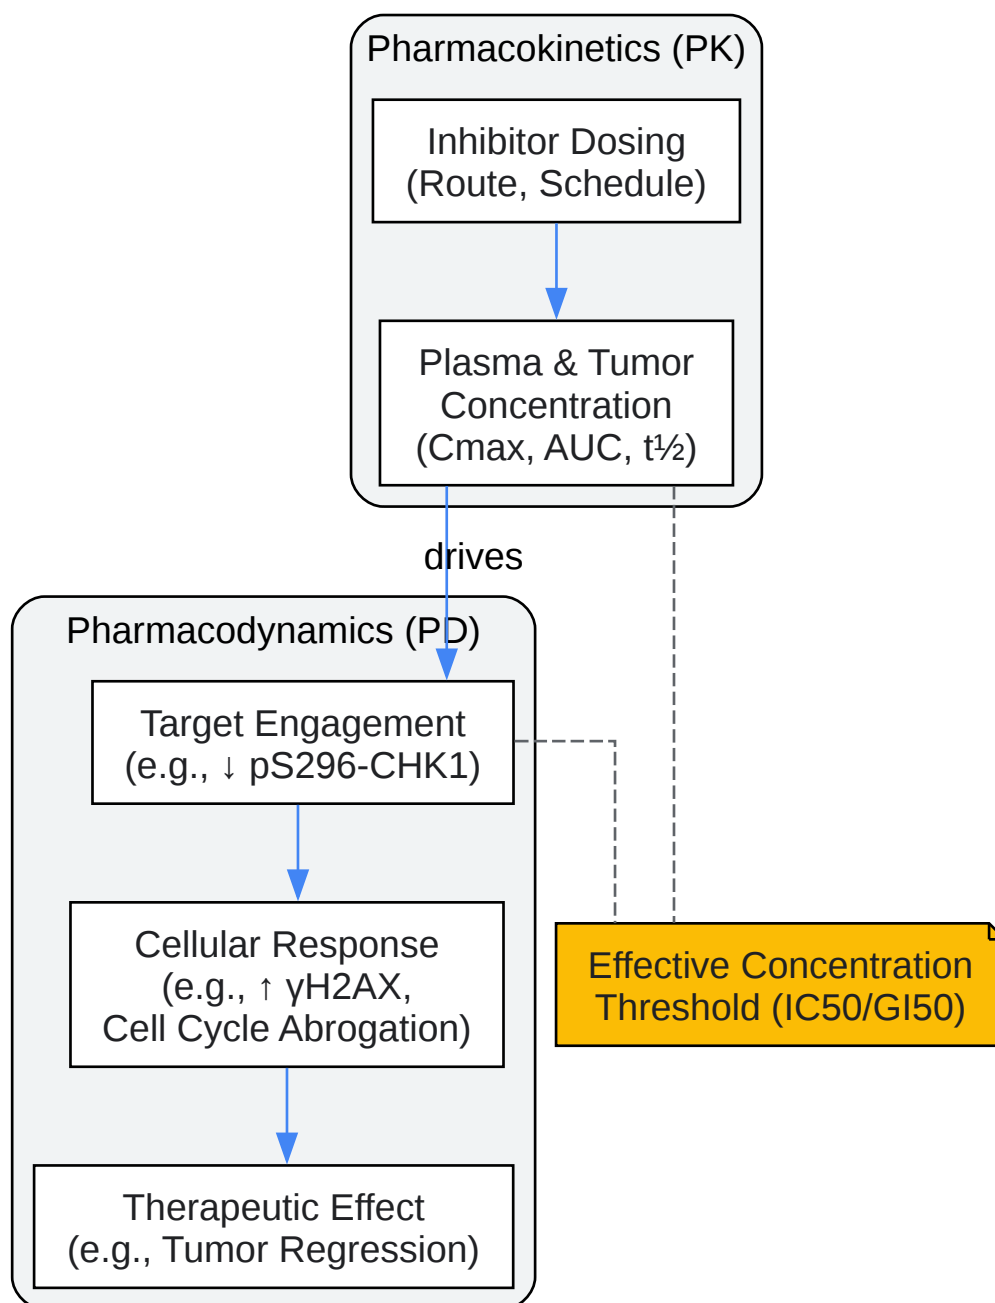 Pharmacokinetics (PK)
Inhibitor Dosing
(Route, Schedule)
Plasma & Tumor
Concentration
(Cmax, AUC, t½)
drives
Pharmacodynamics (PD)
Target Engagement
(e.g., ↓ pS296-CHK1)
Cellular Response
(e.g., ↑ γH2AX,
Cell Cycle Abrogation)
Effective Concentration
Threshold (IC50/GI50)
Therapeutic Effect
(e.g., Tumor Regression)